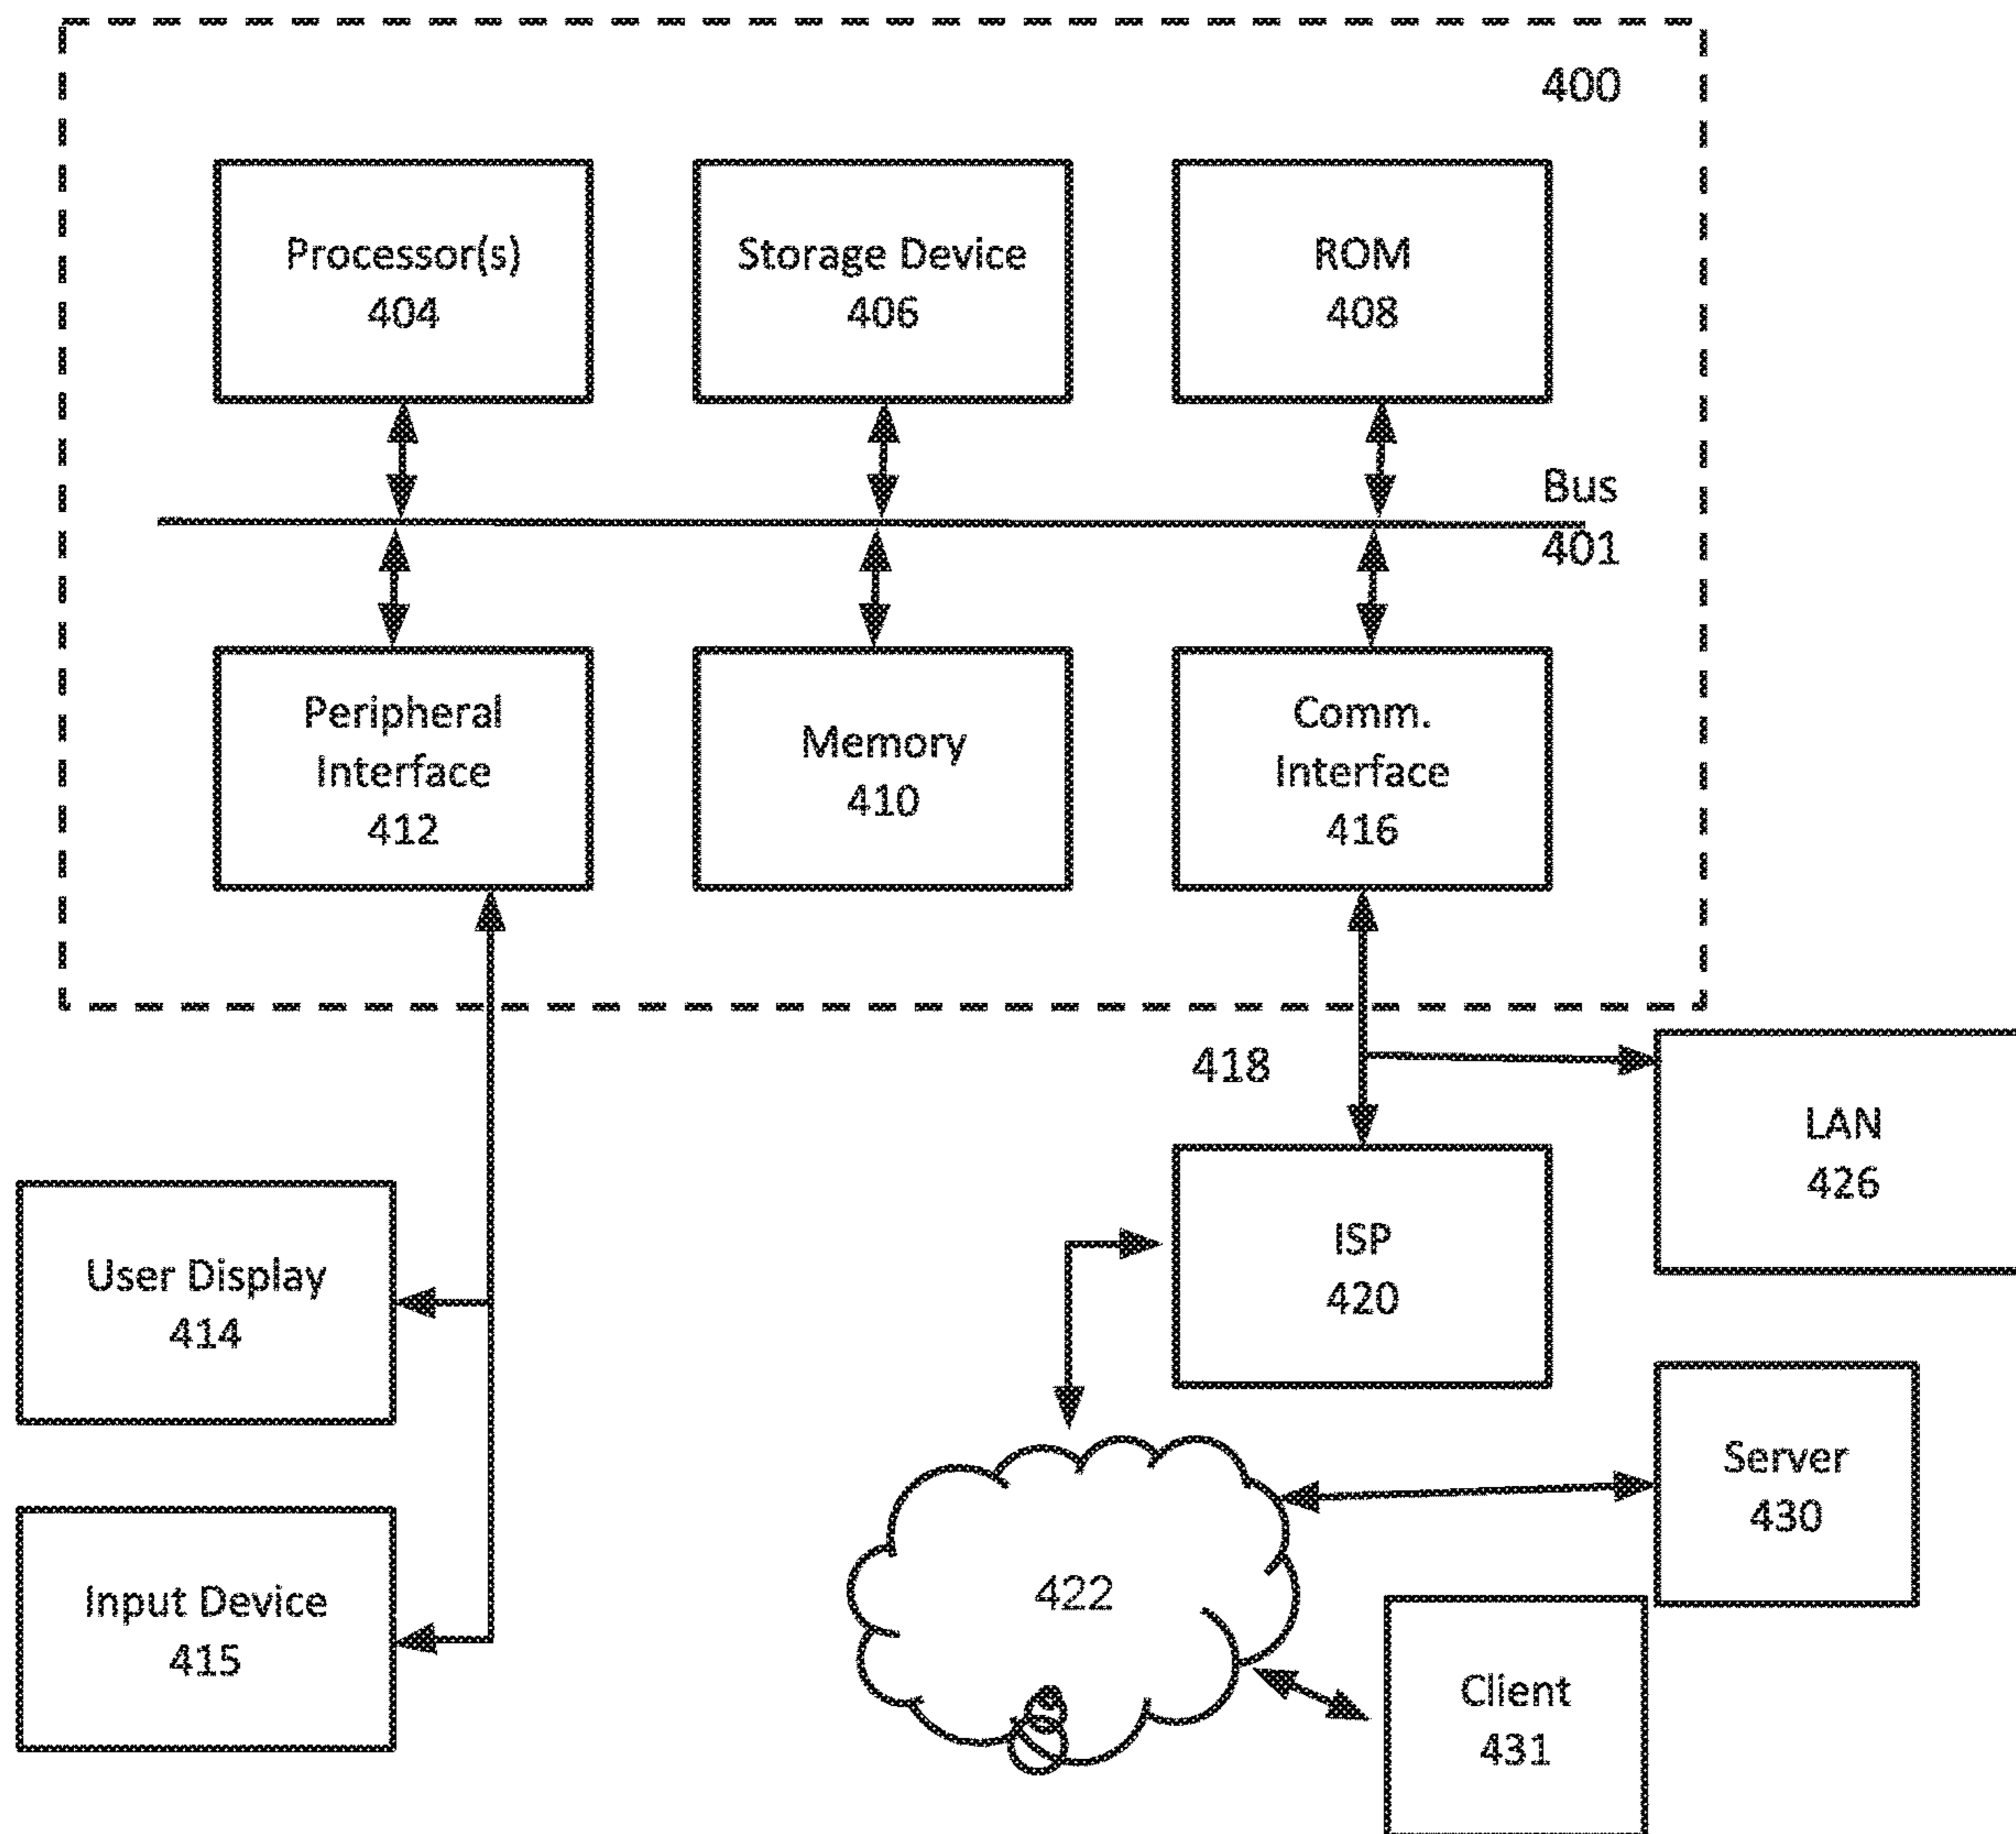 400
Processor(s)
404
Storage Device
406
ROM
408
Bus
401
Peripheral
Interface
412
Memory
410
Comm.
Interface
416
418
LAN
426
User Display
414
ISP
420
Server
430
Input Device
415
422
Client
431